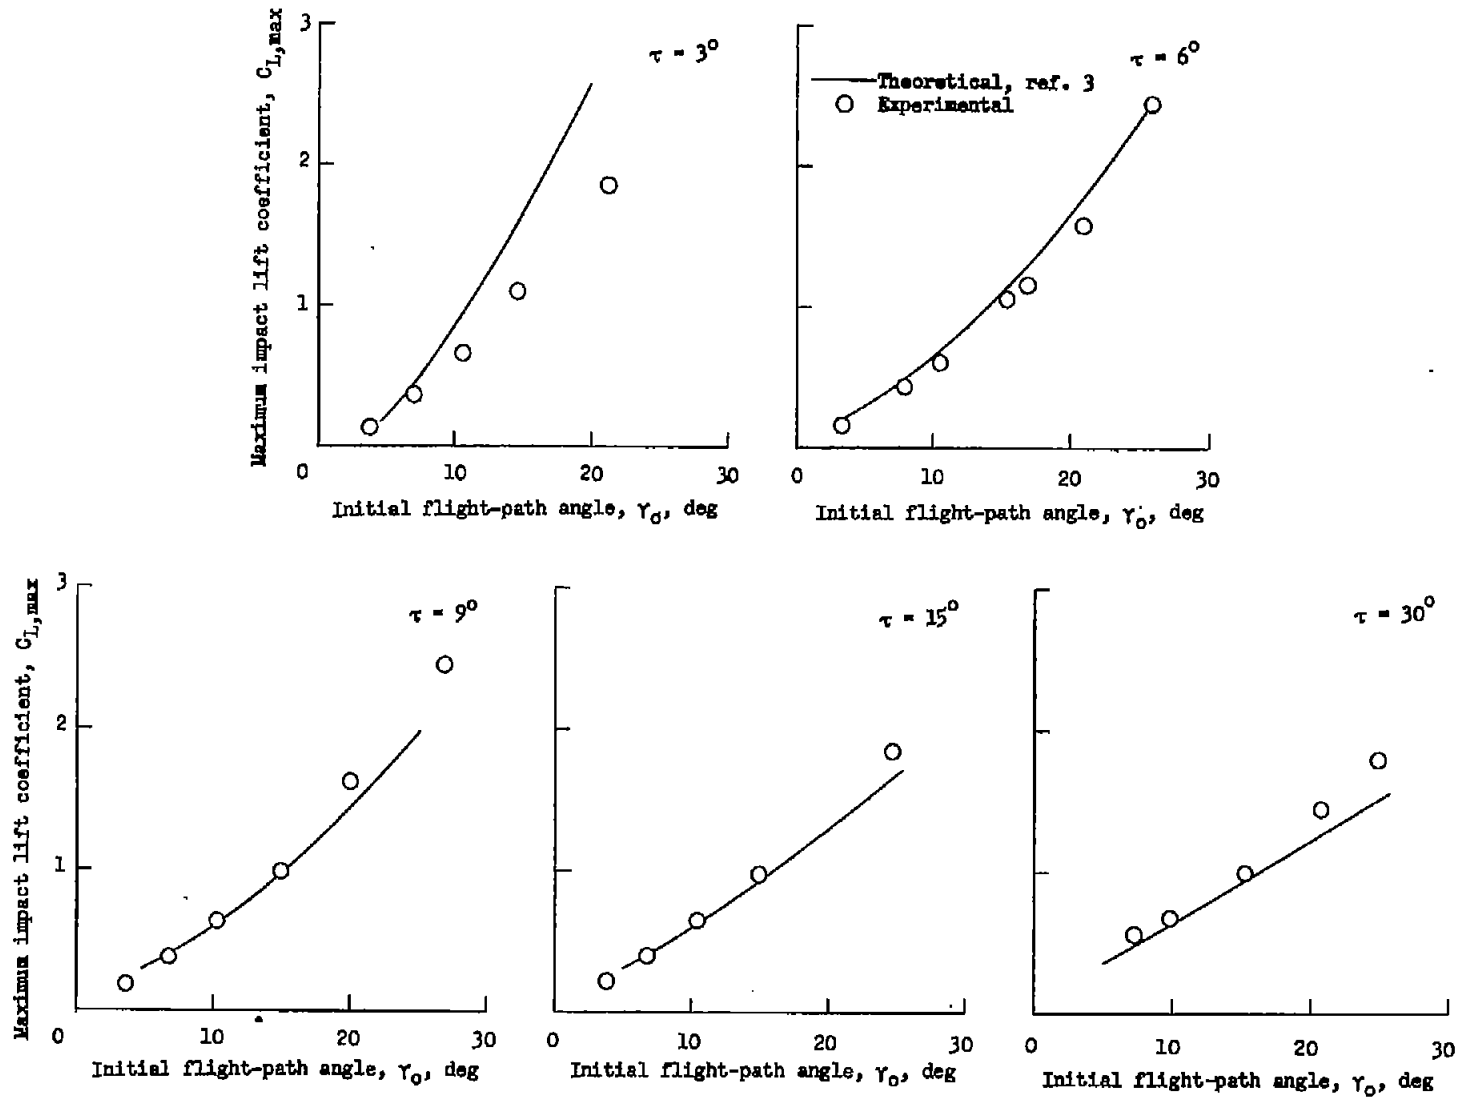 Maximum impact lift coefficient, C_L,max
3
2
1
τ = 3°
0 10 20 30
Initial flight-path angle, γ_o, deg
τ = 6°
Theoretical, ref. 3
Experimental
0 10 20 30
Initial flight-path angle, γ_o, deg
Maximum impact lift coefficient, C_L,max
3
2
1
τ = 9°
0 10 20 30
Initial flight-path angle, γ_o, deg
τ = 15°
0 10 20 30
Initial flight-path angle, γ_o, deg
τ = 30°
0 10 20 30
Initial flight-path angle, γ_o, deg